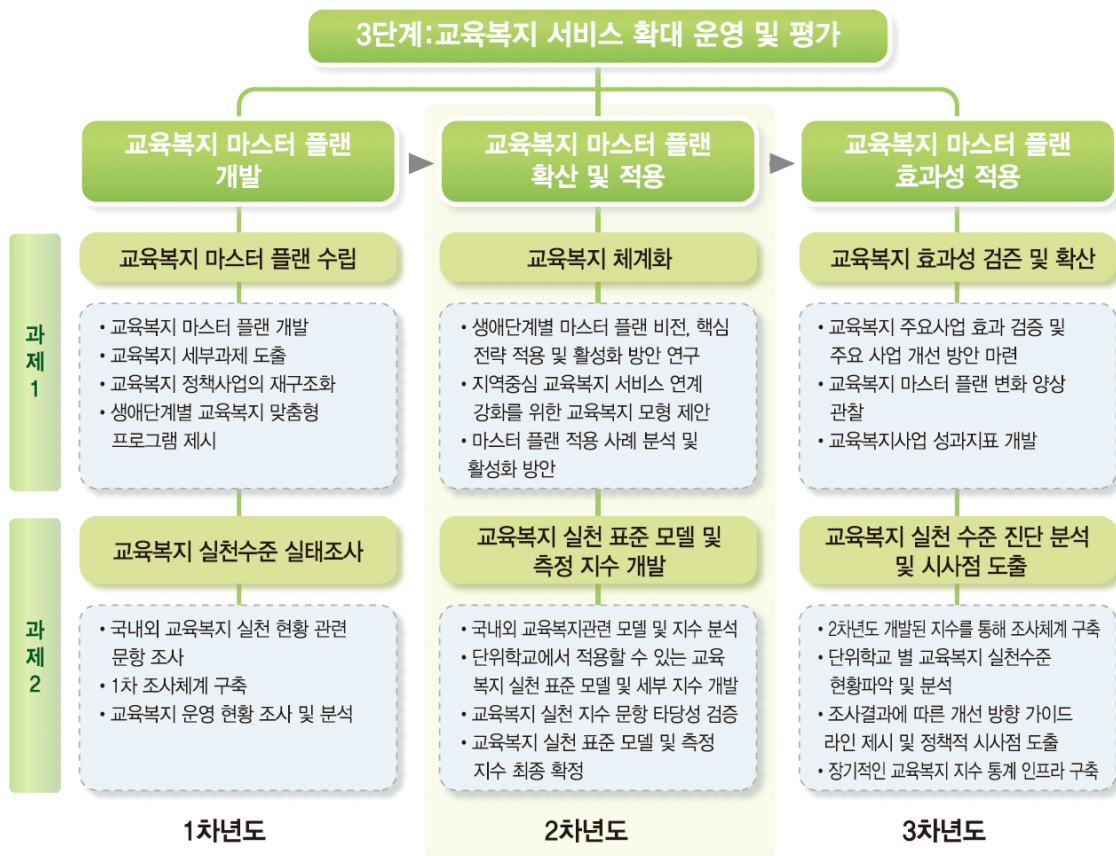 3단계:교육복지 서비스 확대 운영 및 평가
교육복지 마스터 플랜
개발
교육복지 마스터 플랜
확산 및 적용
교육복지 마스터 플랜
효과성 적용
과
제
1
교육복지 마스터 플랜 수립
• 교육복지 마스터 플랜 개발
• 교육복지 세부과제 도출
• 교육복지 정책사업의 재구조화
• 생애단계별 교육복지 맞춤형
프로그램 제시
교육복지 체계화
• 생애단계별 마스터 플랜 비전, 핵심
전략 적용 및 활성화 방안 연구
• 지역중심 교육복지 서비스 연계
강화를 위한 교육복지 모형 제안
• 마스터 플랜 적용 사례 분석 및
활성화 방안
교육복지 효과성 검즌 및 확산
• 교육복지 주요사업 효과 검증 및
주요 사업 개선 방안 마련
• 교육복지 마스터 플랜 변화 양상
관찰
• 교육복지사업 성과지표 개발
과
제
2
교육복지 실천수준 실태조사
• 국내외 교육복지 실천 현황 관련
문항 조사
• 1차 조사체계 구축
• 교육복지 운영 현황 조사 및 분석
교육복지 실천 표준 모델 및
측정 지수 개발
• 국내외 교육복지관련 모델 및 지수 분석
• 단위학교에서 적용할 수 있는 교육
복지 실천 표준 모델 및 세부 지수 개발
• 교육복지 실천 지수 문항 타당성 검증
• 교육복지 실천 표준 모델 및 측정
지수 최종 확정
교육복지 실천 수준 진단 분석
및 시사점 도출
• 2차년도 개발된 지수를 통해 조사체계 구축
• 단위학교 별 교육복지 실천수준
현황파악 및 분석
• 조사결과에 따른 개선 방향 가이드
라인 제시 및 정책적 시사점 도출
• 장기적인 교육복지 지수 통계 인프라 구축
1차년도
2차년도
3차년도